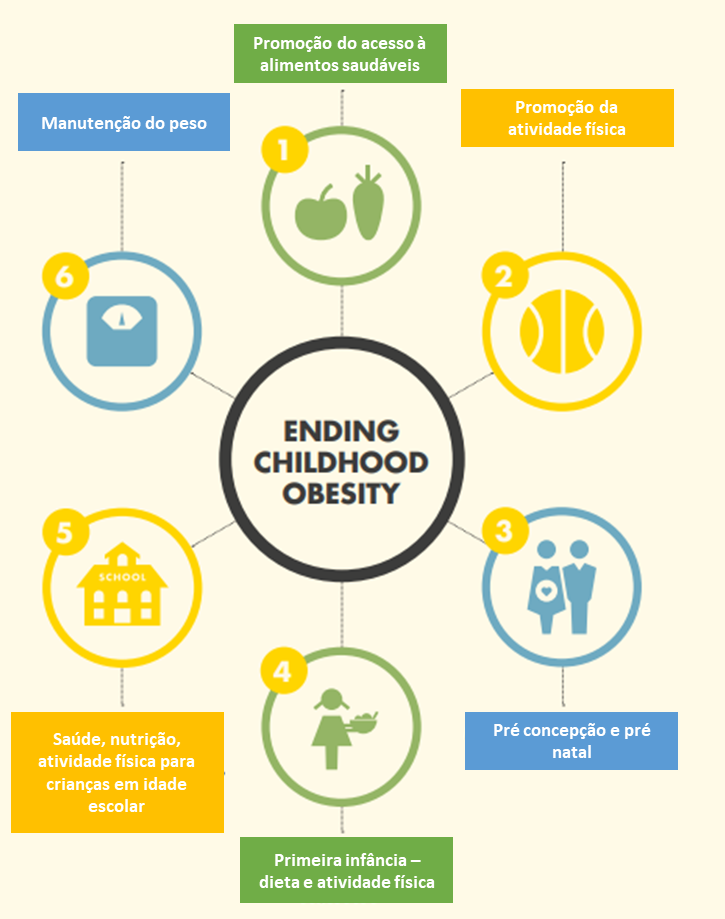 Promoção do acesso à
alimentos saudáveis
1
Promoção da
atividade física
2
Pré concepção e pré
natal
3
Primeira infância –
dieta e atividade física
4
Saúde, nutrição,
atividade física para
crianças em idade
escolar
5
SCHOOL
Manutenção do peso
6
ENDING
CHILDHOOD
OBESITY